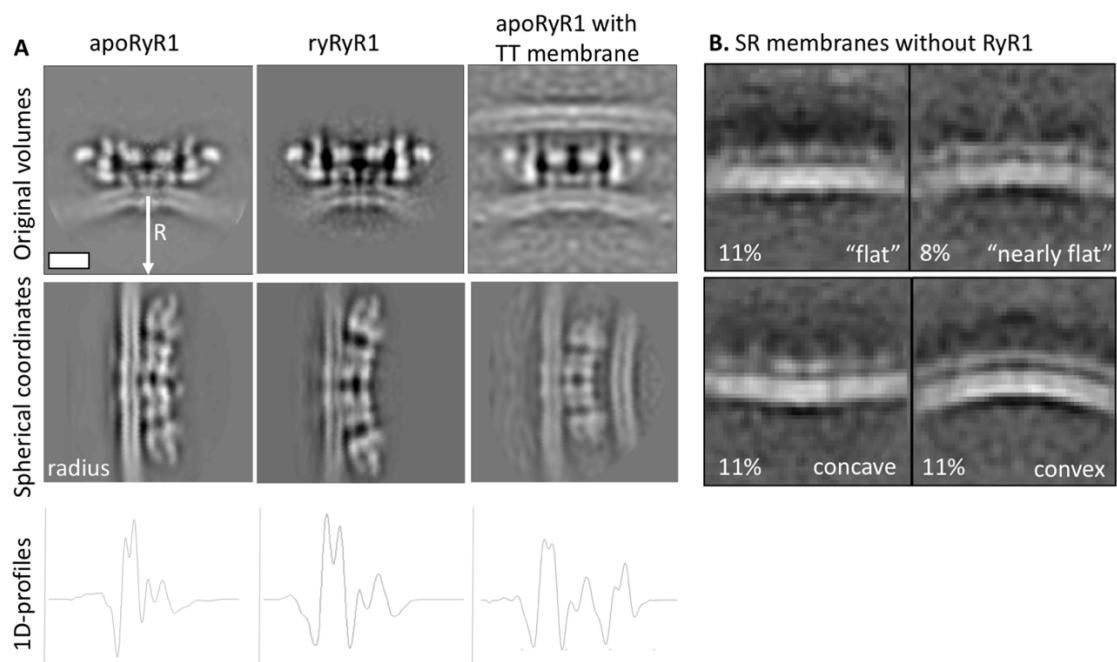 A
apoRyR1
ryRyR1
apoRyR1 with
TT membrane
Original volumes
R
Spherical coordinates
radius
1D-profiles
B. SR membranes without RyR1
11%
“flat”
8%
“nearly flat”
11%
concave
11%
convex